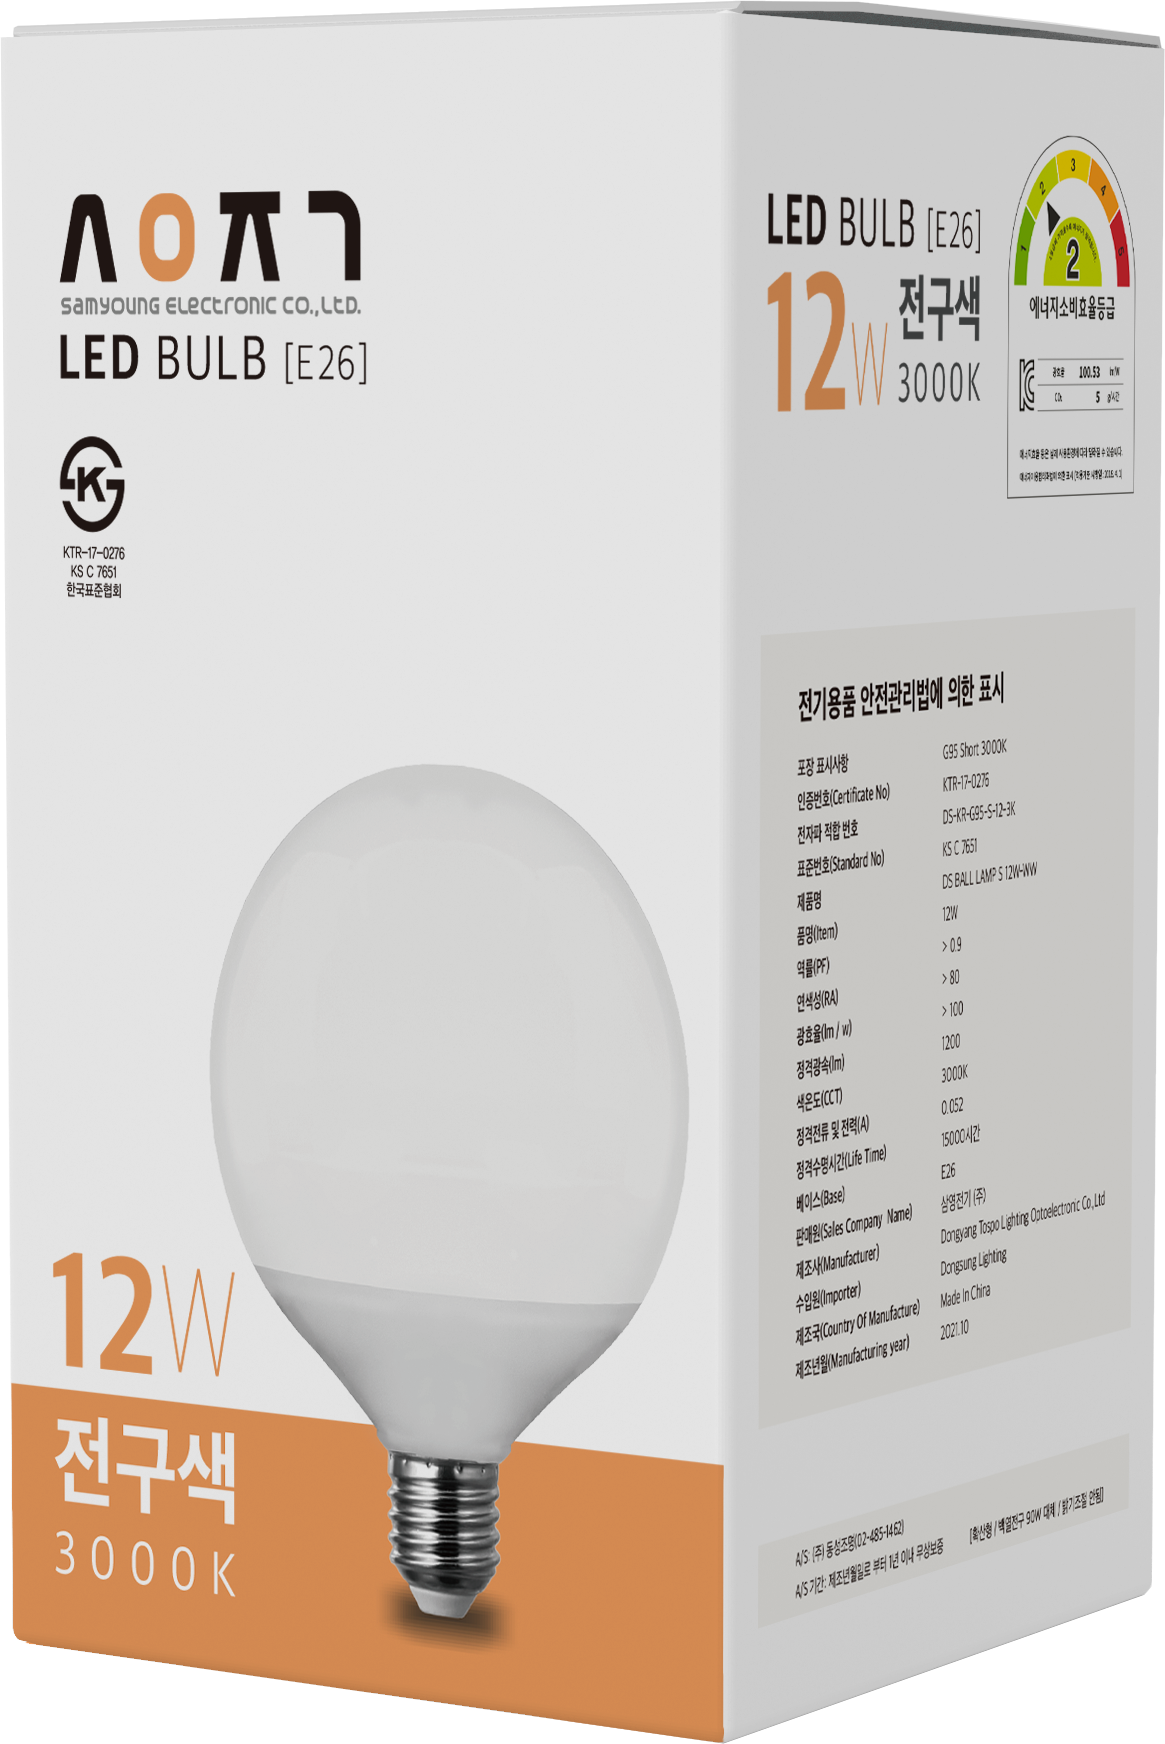 ㅅㅇㅈㄱ
SAMYOUNG ELECTRONIC CO.,LTD.
LED BULB [E26]
KS
KTR-17-0276
KS C 7651
한국표준협회
12W
전구색
3000K
LED BULB [E26]
12W 전구색
3000K
1 2 3 4 5
2
에너지소비효율등급
광효율 100.53 lm/W
CO₂ 5 g/시간
전기용품 안전관리법에 의한 표시
포장 표시사항 G95 Short 3000K
인증번호(Certificate No) KTR-17-0276
전자파 적합 번호 DS-KR-G95-S-12-3K
표준번호(Standard No) KS C 7651
제품명 DS BALL LAMP S 12W-WW
품명(Item) 12W
역률(PF) > 0.9
연색성(RA) > 80
광효율(lm / w) > 100
정격광속(lm) 1200
색온도(CCT) 3000K
정격전류 및 전력(A) 0.052
정격수명시간(Life Time) 15000시간
베이스(Base) E26
판매원(Sales Company Name) 삼영전기 (주)
제조사(Manufacturer) Dongyang Tospo Lighting Optoelectronic Co.,Ltd
수입원(Importer) Dongsung Lighting
제조국(Country Of Manufacture) Made In China
제조년월(Manufacturing year) 2021.10
A/S: (주) 동성조명(02-485-1462) [확산형 / 백열전구 90W 대체 / 밝기조절 안됨]
A/S 기간: 제조년월일로 부터 1년 이내 무상보증